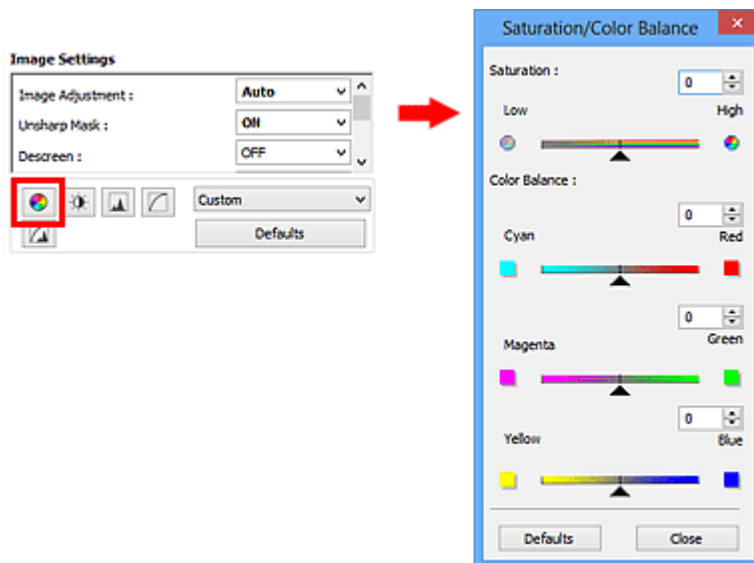 Image Settings
Image Adjustment : Auto
Unsharp Mask : ON
Descreen : OFF
Custom
Defaults
Saturation/Color Balance
Saturation : 0
Low High
Color Balance :
0
Cyan Red
0
Magenta Green
0
Yellow Blue
Defaults Close